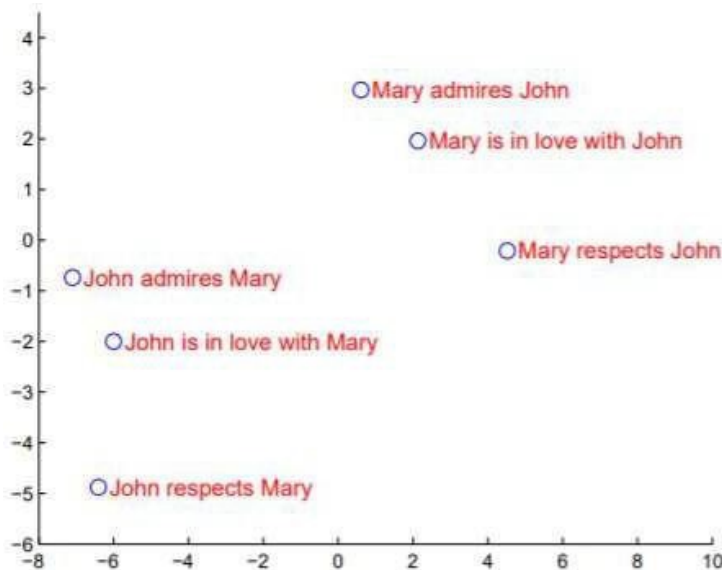 4
3
Mary admires John
2
Mary is in love with John
1
0
Mary respects John
−1
John admires Mary
−2
John is in love with Mary
−3
−4
−5
John respects Mary
−6
−8 −6 −4 −2 0 2 4 6 8 10